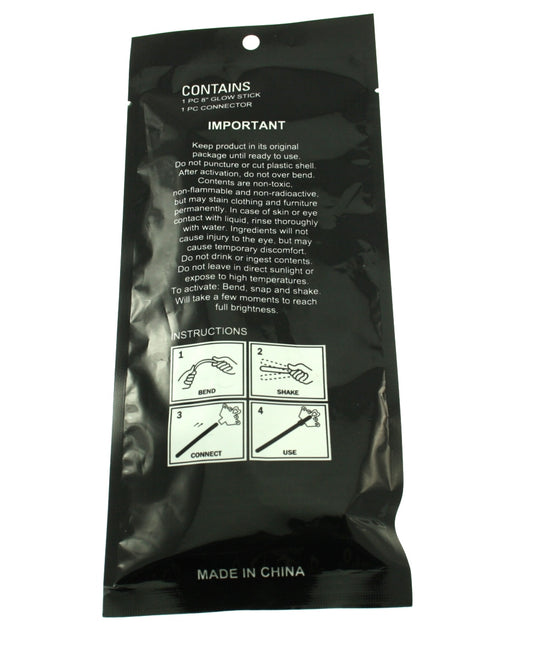 CONTAINS
1 PC 8" GLOW STICK
1 PC CONNECTOR
IMPORTANT
Keep product in its original
package until ready to use.
Do not puncture or cut plastic shell.
After activation, do not over bend.
Contents are non-toxic,
non-flammable and non-radioactive,
but may stain clothing and furniture
permanently. In case of skin or eye
contact with liquid, rinse thoroughly
with water. Ingredients will not
cause injury to the eye, but may
cause temporary discomfort.
Do not drink or ingest contents.
Do not leave in direct sunlight or
expose to high temperatures.
To activate: Bend, snap and shake.
Will take a few moments to reach
full brightness.
INSTRUCTIONS
1
BEND
2
SHAKE
3
CONNECT
4
USE
MADE IN CHINA